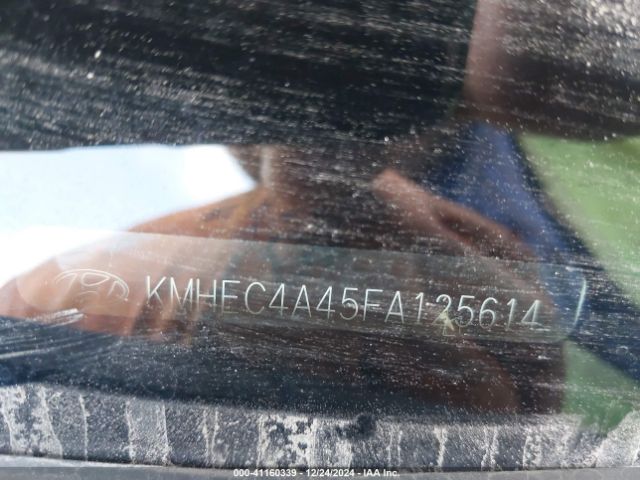 KMHEC4A45FA125614
000-41160339 • 12/24/2024 • IAA Inc.